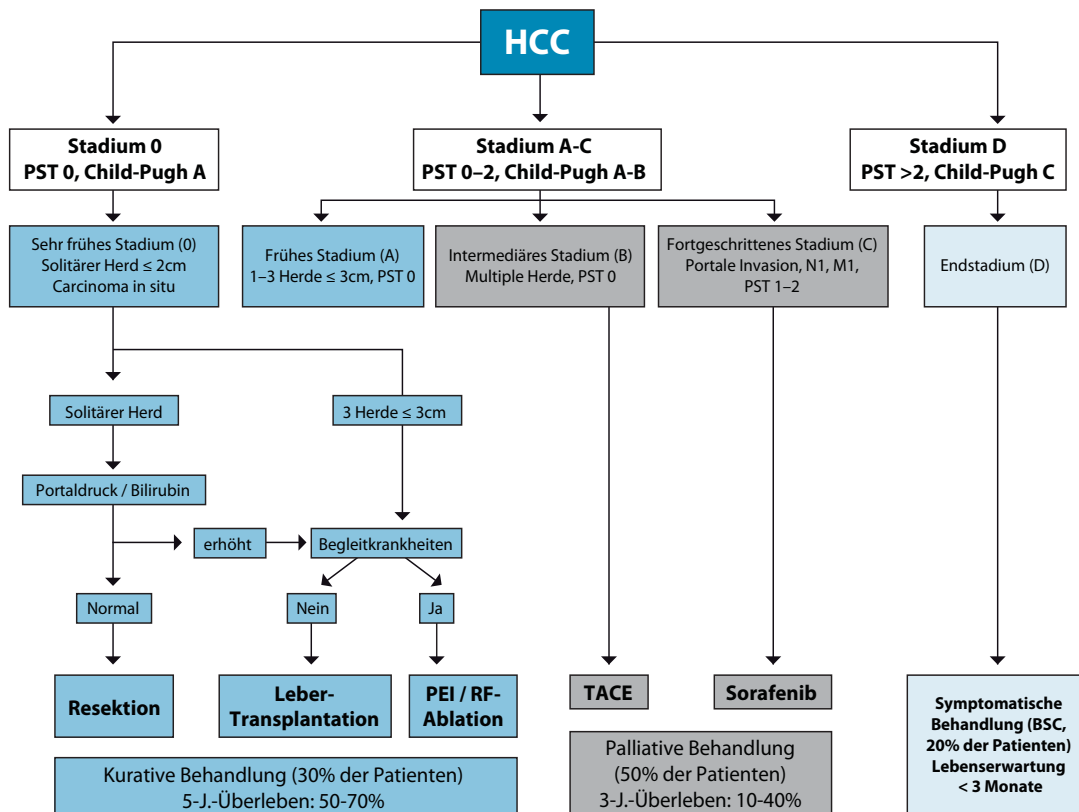 HCC
Stadium 0
PST 0, Child-Pugh A
Stadium A-C
PST 0–2, Child-Pugh A-B
Stadium D
PST >2, Child-Pugh C
Sehr frühes Stadium (0)
Solitärer Herd ≤ 2cm
Carcinoma in situ
Frühes Stadium (A)
1–3 Herde ≤ 3cm, PST 0
Intermediäres Stadium (B)
Multiple Herde, PST 0
Fortgeschrittenes Stadium (C)
Portale Invasion, N1, M1,
PST 1–2
Endstadium (D)
Solitärer Herd
3 Herde ≤ 3cm
Portaldruck / Bilirubin
erhöht
Begleitkrankheiten
Normal
Nein
Ja
Resektion
Leber-
Transplantation
PEI / RF-
Ablation
TACE
Sorafenib
Symptomatische
Behandlung (BSC,
20% der Patienten)
Lebenserwartung
< 3 Monate
Kurative Behandlung (30% der Patienten)
5-J.-Überleben: 50-70%
Palliative Behandlung
(50% der Patienten)
3-J.-Überleben: 10-40%